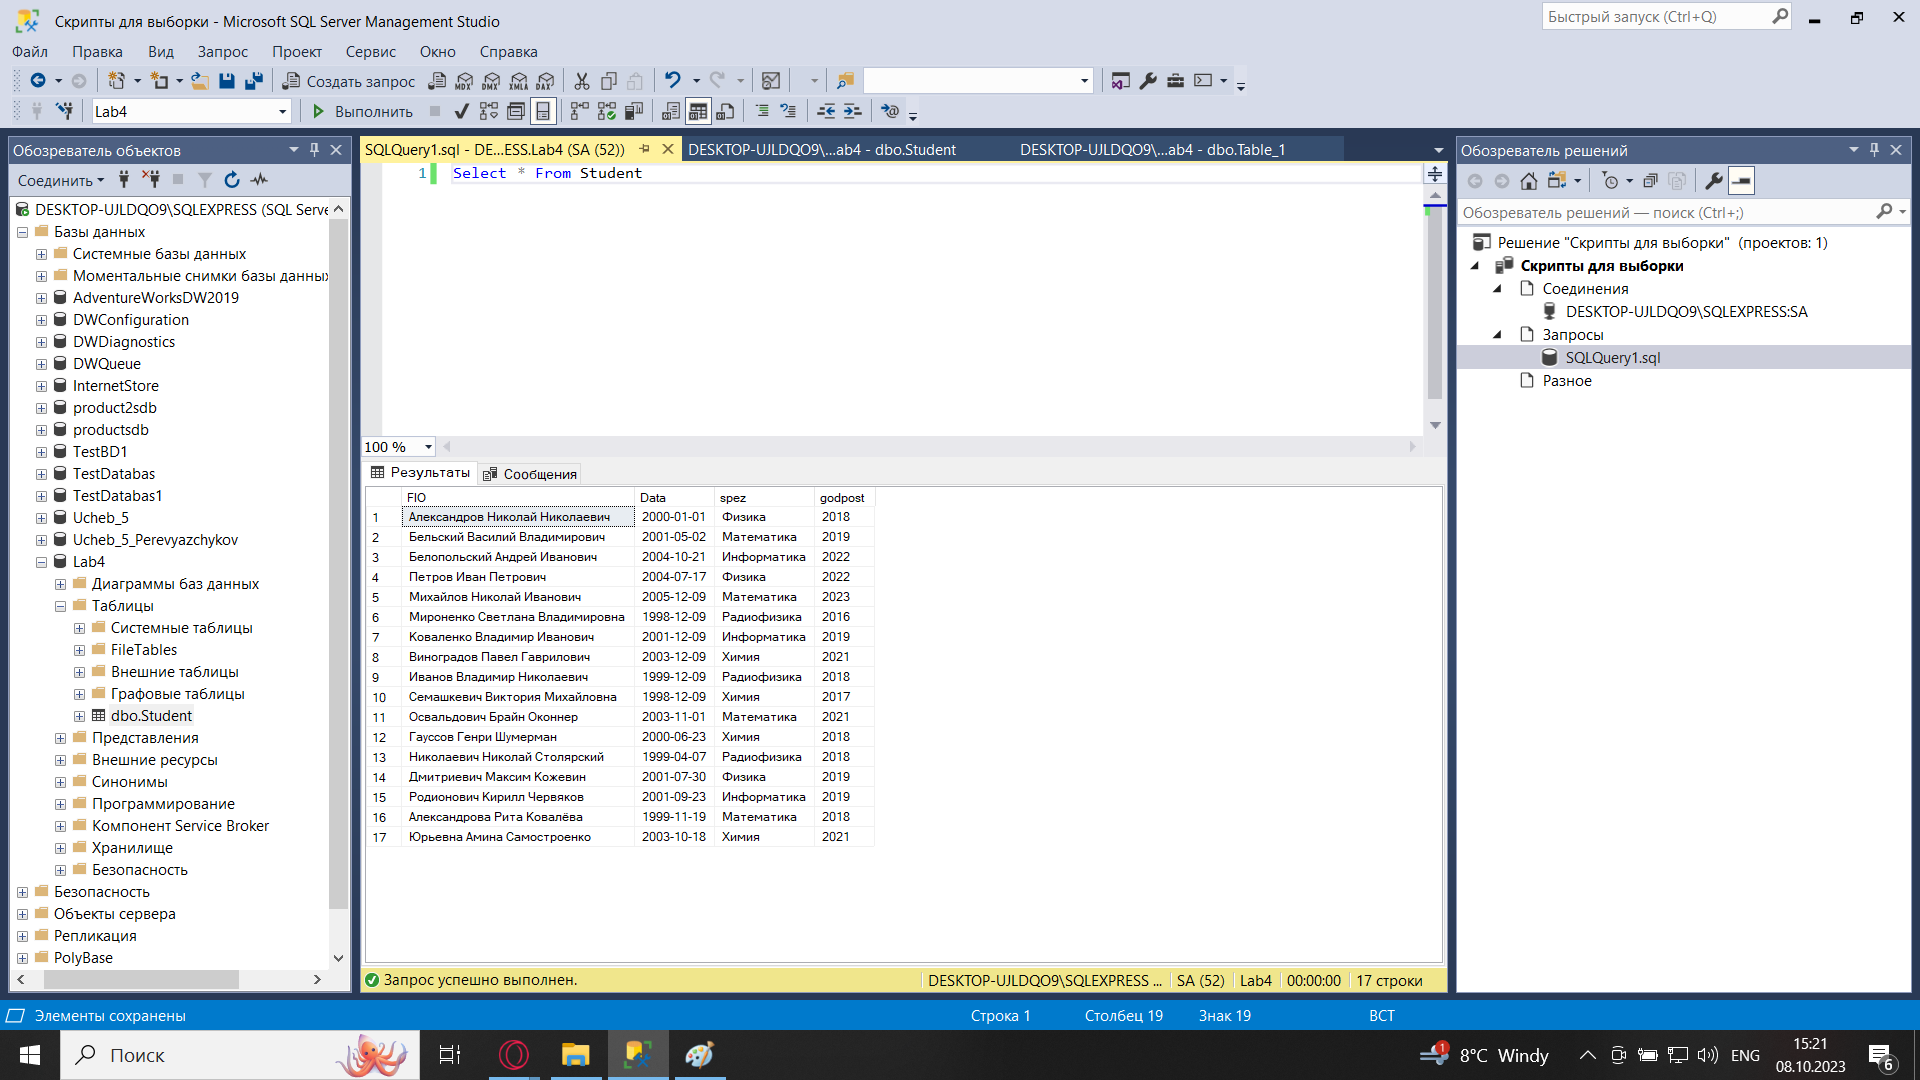 Скрипты для выборки - Microsoft SQL Server Management Studio
Быстрый запуск (Ctrl+Q)
Файл Правка Вид Запрос Проект Сервис Окно Справка
Создать запрос MDX DMX XMLA DAX
Lab4 Выполнить
Обозреватель объектов
Соединить
DESKTOP-UJLDQO9\SQLEXPRESS (SQL Serve
Базы данных
Системные базы данных
Моментальные снимки базы данных
AdventureWorksDW2019
DWConfiguration
DWDiagnostics
DWQueue
InternetStore
product2sdb
productsdb
TestBD1
TestDatabas
TestDatabas1
Ucheb_5
Ucheb_5_Perevyazchykov
Lab4
Диаграммы баз данных
Таблицы
Системные таблицы
FileTables
Внешние таблицы
Графовые таблицы
dbo.Student
Представления
Внешние ресурсы
Синонимы
Программирование
Компонент Service Broker
Хранилище
Безопасность
Безопасность
Объекты сервера
Репликация
PolyBase
SQLQuery1.sql - DE...ESS.Lab4 (SA (52)) DESKTOP-UJLDQO9\...ab4 - dbo.Student DESKTOP-UJLDQO9\...ab4 - dbo.Table_1
1 Select * From Student
100 %
Результаты Сообщения
FIO Data spez godpost
1 Александров Николай Николаевич 2000-01-01 Физика 2018
2 Бельский Василий Владимирович 2001-05-02 Математика 2019
3 Белопольский Андрей Иванович 2004-10-21 Информатика 2022
4 Петров Иван Петрович 2004-07-17 Физика 2022
5 Михайлов Николай Иванович 2005-12-09 Математика 2023
6 Мироненко Светлана Владимировна 1998-12-09 Радиофизика 2016
7 Коваленко Владимир Иванович 2001-12-09 Информатика 2019
8 Виноградов Павел Гаврилович 2003-12-09 Химия 2021
9 Иванов Владимир Николаевич 1999-12-09 Радиофизика 2018
10 Семашкевич Виктория Михайловна 1998-12-09 Химия 2017
11 Освальдович Брайн Оконнер 2003-11-01 Математика 2021
12 Гауссов Генри Шумерман 2000-06-23 Химия 2018
13 Николаевич Николай Столярский 1999-04-07 Радиофизика 2018
14 Дмитриевич Максим Кожевин 2001-07-30 Физика 2019
15 Родионович Кирилл Червяков 2001-09-23 Информатика 2019
16 Александрова Рита Ковалёва 1999-11-19 Математика 2018
17 Юрьевна Амина Самостроенко 2003-10-18 Химия 2021
Запрос успешно выполнен. DESKTOP-UJLDQO9\SQLEXPRESS ... SA (52) Lab4 00:00:00 17 строки
Обозреватель решений
Обозреватель решений — поиск (Ctrl+;)
Решение "Скрипты для выборки" (проектов: 1)
Скрипты для выборки
Соединения
DESKTOP-UJLDQO9\SQLEXPRESS:SA
Запросы
SQLQuery1.sql
Разное
Элементы сохранены Строка 1 Столбец 19 Знак 19 ВСТ
Поиск 1 8°C Windy ENG 15:21
08.10.2023 6